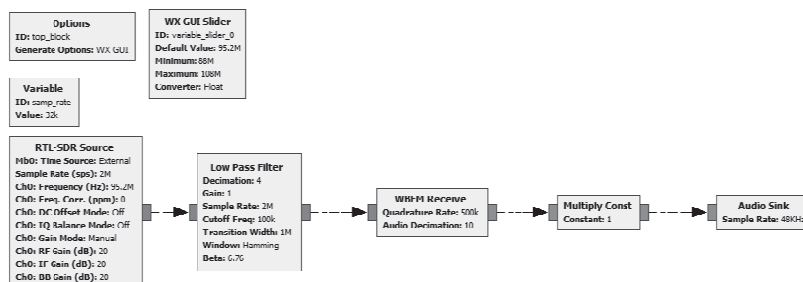 Options
ID: top_block
Generate Options: WX GUI
WX GUI Slider
ID: variable_slider_0
Default Value: 95.2M
Minimum: 88M
Maximum: 108M
Converter: Float
Variable
ID: samp_rate
Value: 32k
RTL-SDR Source
Mb0: Time Source: External
Sample Rate (sps): 2M
Ch0: Frequency (Hz): 95.2M
Ch0: Freq. Corr. (ppm): 0
Ch0: DC Offset Mode: Off
Ch0: IQ Balance Mode: Off
Ch0: Gain Mode: Manual
Ch0: RF Gain (dB): 20
Ch0: IF Gain (dB): 20
Ch0: BB Gain (dB): 20
Low Pass Filter
Decimation: 4
Gain: 1
Sample Rate: 2M
Cutoff Freq: 100k
Transition Width: 1M
Window: Hamming
Beta: 6.76
WBFM Receive
Quadrature Rate: 500k
Audio Decimation: 10
Multiply Const
Constant: 1
Audio Sink
Sample Rate: 48KHz